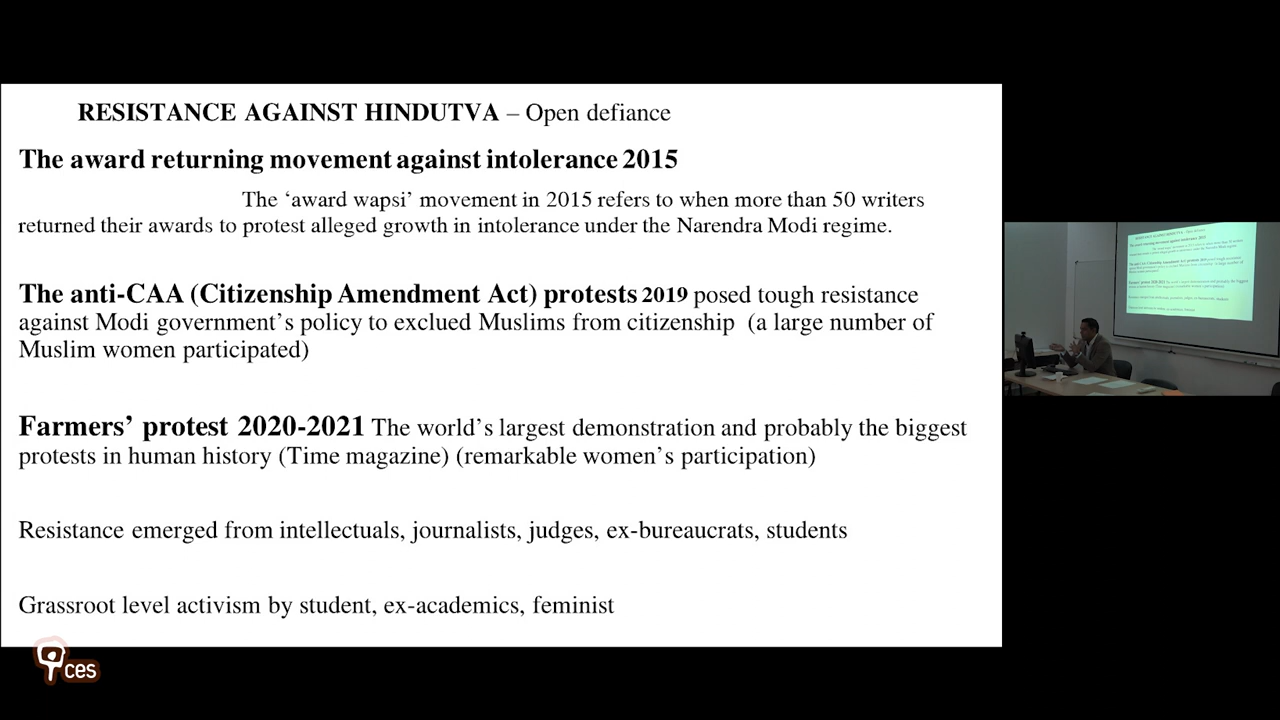 RESISTANCE AGAINST HINDUTVA – Open defiance
The award returning movement against intolerance 2015
The ‘award wapsi’ movement in 2015 refers to when more than 50 writers
returned their awards to protest alleged growth in intolerance under the Narendra Modi regime.
The anti-CAA (Citizenship Amendment Act) protests 2019 posed tough resistance
against Modi government’s policy to exclued Muslims from citizenship (a large number of
Muslim women participated)
Farmers’ protest 2020-2021 The world’s largest demonstration and probably the biggest
protests in human history (Time magazine) (remarkable women’s participation)
Resistance emerged from intellectuals, journalists, judges, ex-bureaucrats, students
Grassroot level activism by student, ex-academics, feminist
ces